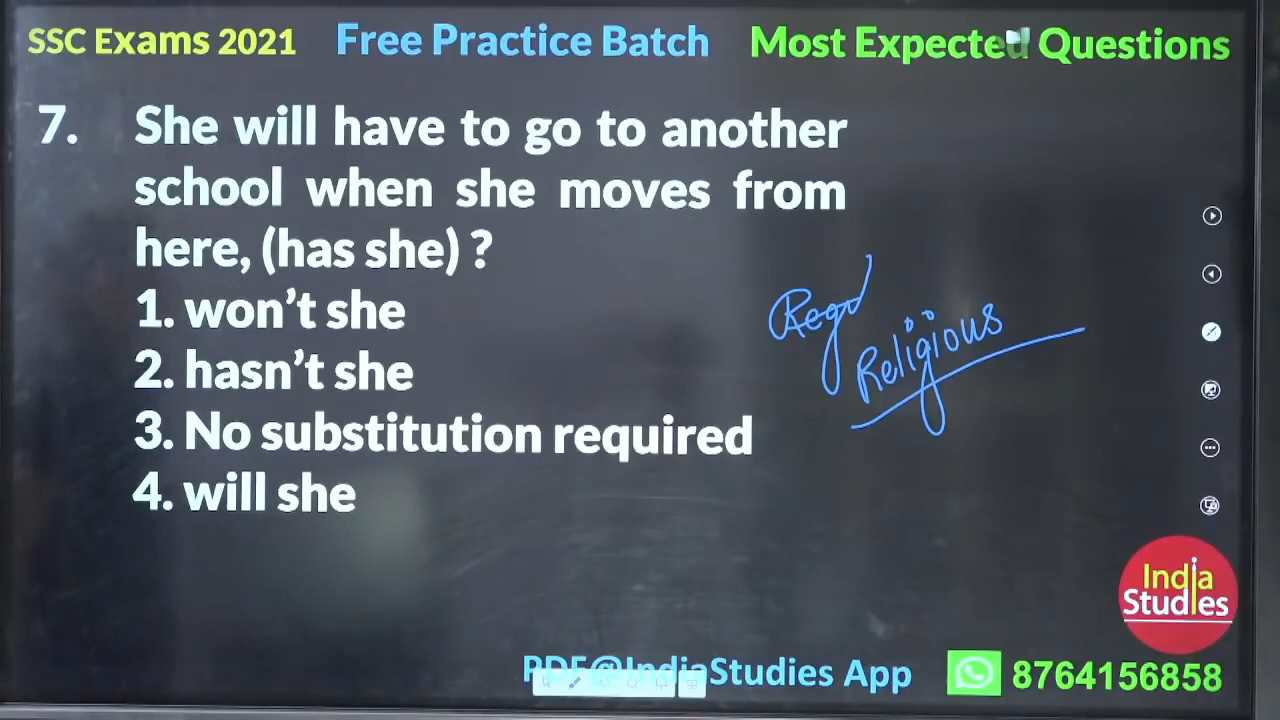 SSC Exams 2021 Free Practice Batch Most Expected Questions
7. She will have to go to another
school when she moves from
here, (has she) ?
1. won't she
2. hasn't she
3. No substitution required
4. will she
Rego
Religious
India
Studies
PDF@IndiaStudies App 8764156858